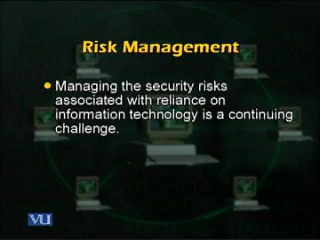 Risk Management
Managing the security risks
associated with reliance on
information technology is a continuing
challenge.
VU